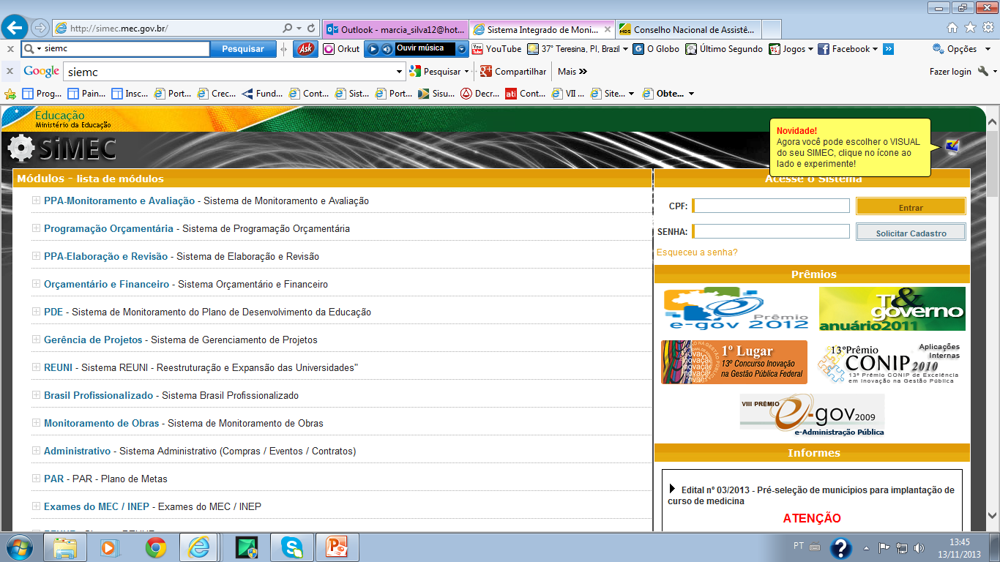 http://simec.mec.gov.br/
Outlook - marcia_silva12@hot...
Sistema Integrado de Moni...
Conselho Nacional de Assistê...
siemc
Pesquisar
Ask
Orkut
Ouvir música
YouTube
37° Teresina, PI, Brazil
O Globo
Último Segundo
Jogos
Facebook
Opções
Google
siemc
Pesquisar
Compartilhar
Mais
Fazer login
Prog...
Pain...
Insc...
Port...
Crec...
Fund...
Cont...
Sist...
Port...
Sisu...
Decr...
Cont...
VII ...
Site...
Obte...
Educação
Ministério da Educação
SiMEC
Novidade!
Agora você pode escolher o VISUAL
do seu SIMEC, clique no ícone ao
lado e experimente!
Módulos - lista de módulos
PPA-Monitoramento e Avaliação - Sistema de Monitoramento e Avaliação
Programação Orçamentária - Sistema de Programação Orçamentária
PPA-Elaboração e Revisão - Sistema de Elaboração e Revisão
Orçamentário e Financeiro - Sistema Orçamentário e Financeiro
PDE - Sistema de Monitoramento do Plano de Desenvolvimento da Educação
Gerência de Projetos - Sistema de Gerenciamento de Projetos
REUNI - Sistema REUNI - Reestruturação e Expansão das Universidades"
Brasil Profissionalizado - Sistema Brasil Profissionalizado
Monitoramento de Obras - Sistema de Monitoramento de Obras
Administrativo - Sistema Administrativo (Compras / Eventos / Contratos)
PAR - PAR - Plano de Metas
Exames do MEC / INEP - Exames do MEC / INEP
Acesse o Sistema
CPF:
Entrar
SENHA:
Solicitar Cadastro
Esqueceu a senha?
Prêmios
Prêmio
e-gov 2012
TI&
governo
anuário2011
1º Lugar
13º Concurso Inovação
na Gestão Pública Federal
13ºPrêmio
CONIP 2010
Aplicações
Internas
13º Prêmio CONIP de Excelência
em Inovação na Gestão Pública
VIII PRÊMIO
e-gov 2009
e-Administração Pública
Informes
Edital nº 03/2013 - Pré-seleção de municípios para implantação de
curso de medicina
ATENÇÃO
PT
13:45
13/11/2013